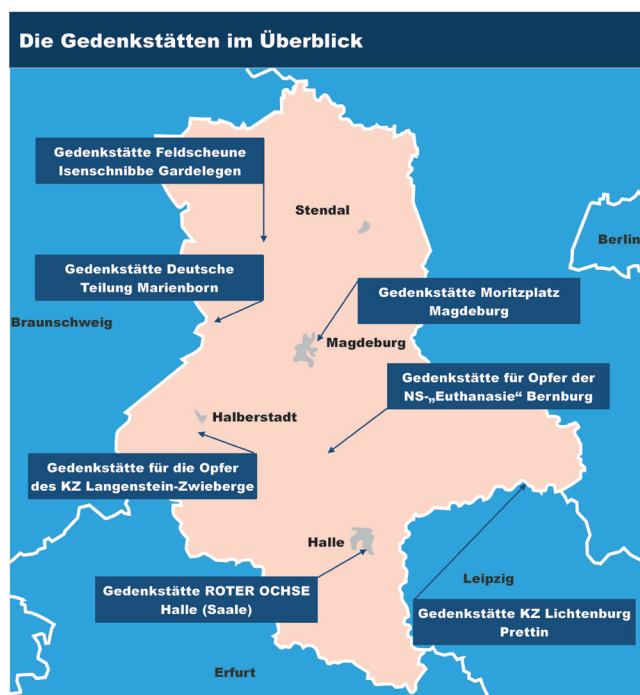 Die Gedenkstätten im Überblick
Gedenkstätte Feldscheune
Isenschnibbe Gardelegen
Stendal
Berlin
Gedenkstätte Deutsche
Teilung Marienborn
Gedenkstätte Moritzplatz
Magdeburg
Braunschweig
Magdeburg
Gedenkstätte für Opfer der
NS-„Euthanasie“ Bernburg
Halberstadt
Gedenkstätte für die Opfer
des KZ Langenstein-Zwieberge
Halle
Leipzig
Gedenkstätte ROTER OCHSE
Halle (Saale)
Gedenkstätte KZ Lichtenburg
Prettin
Erfurt